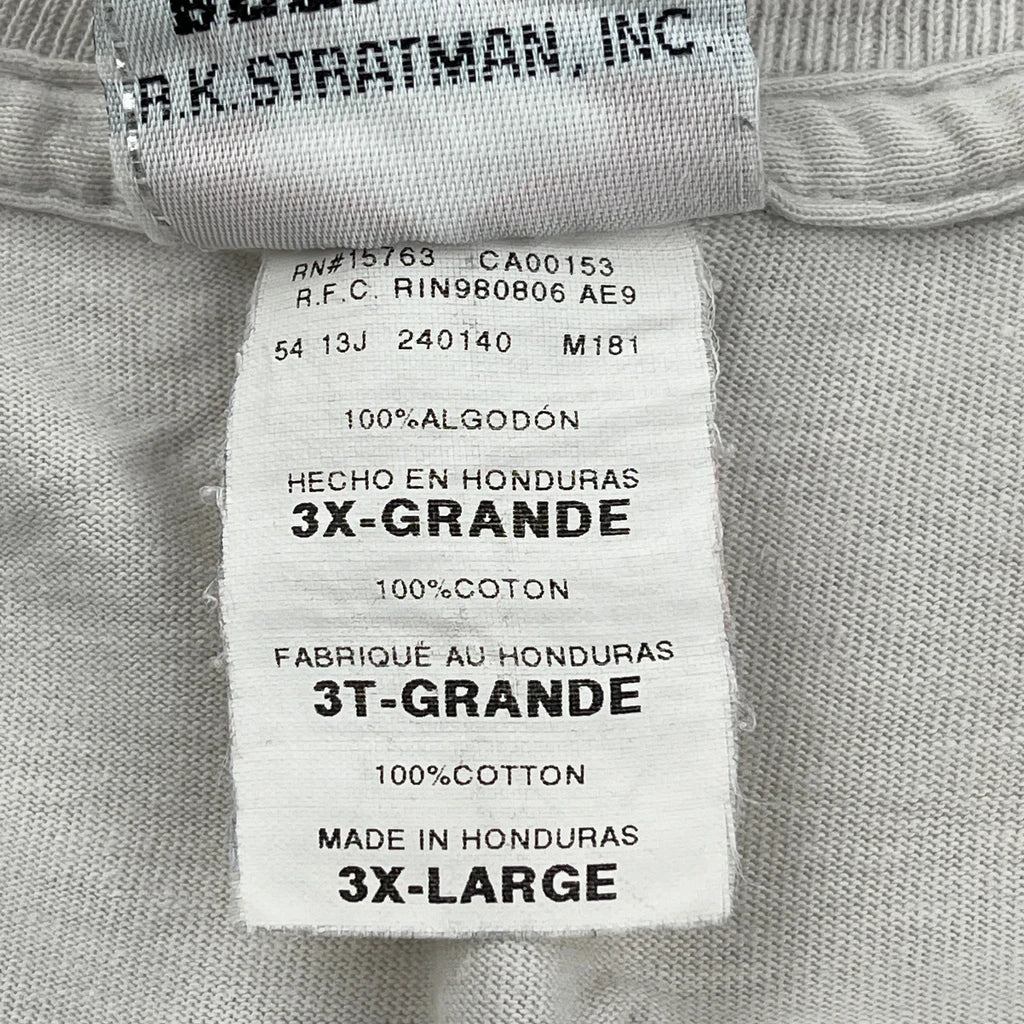 R.K. STRATMAN, INC.
RN#15763 CA00153
R.F.C. RIN980806 AE9
54 13J 240140 M181
100%ALGODÓN
HECHO EN HONDURAS
3X-GRANDE
100%COTON
FABRIQUÉ AU HONDURAS
3T-GRANDE
100%COTTON
MADE IN HONDURAS
3X-LARGE